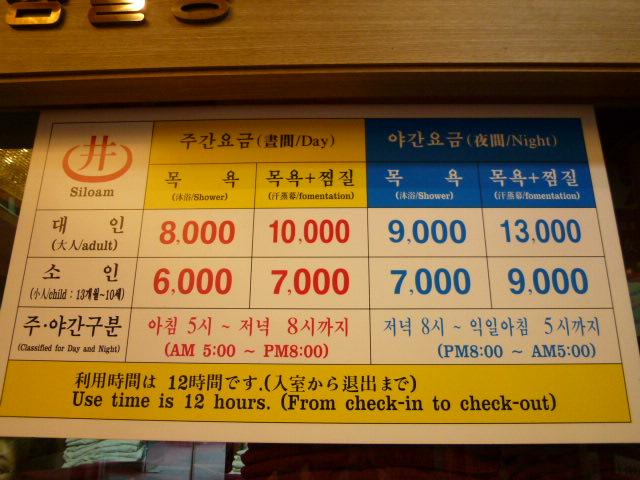 井
Siloam
주간요금(晝間/Day) 야간요금(夜間/Night)
목 욕 목욕+찜질 목 욕 목욕+찜질
(沐浴/Shower) (汗蒸幕/fomentation) (沐浴/Shower) (汗蒸幕/fomentation)
대 인 8,000 10,000 9,000 13,000
(大人/adult)
소 인 6,000 7,000 7,000 9,000
(小人/child : 13개월~10세)
주·야간구분 아침 5시 ~ 저녁 8시까지 저녁 8시 ~ 익일아침 5시까지
(Classified for Day and Night) (AM 5:00 ~ PM8:00) (PM8:00 ~ AM5:00)
利用時間は 12時間です.(入室から退出まで)
Use time is 12 hours. (From check-in to check-out)